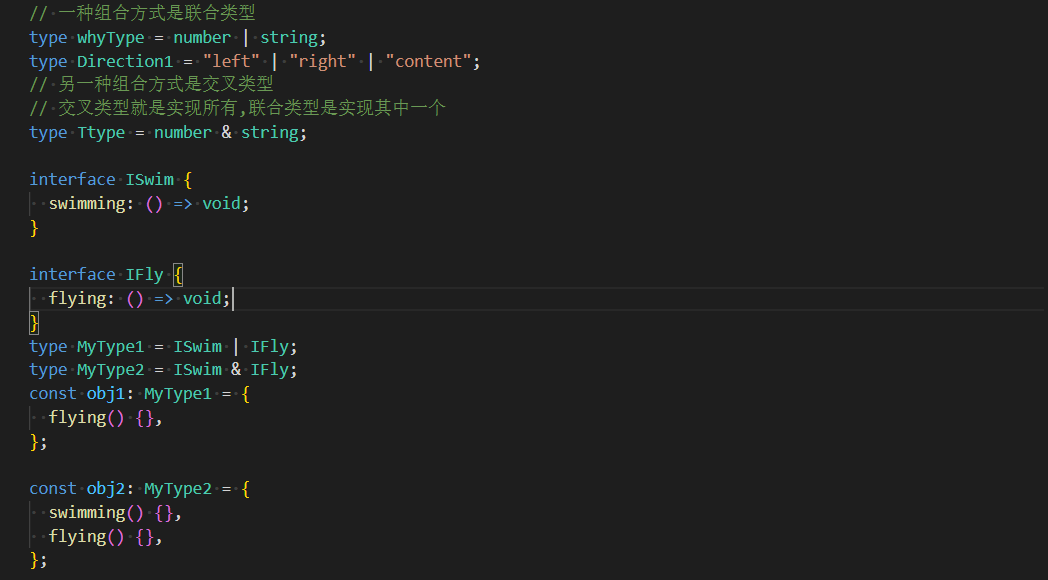 // 一种组合方式是联合类型
type whyType = number | string;
type Direction1 = "left" | "right" | "content";
// 另一种组合方式是交叉类型
// 交叉类型就是实现所有,联合类型是实现其中一个
type Ttype = number & string;
interface ISwim {
  swimming: () => void;
}
interface IFly {
  flying: () => void;
}
type MyType1 = ISwim | IFly;
type MyType2 = ISwim & IFly;
const obj1: MyType1 = {
  flying() {},
};
const obj2: MyType2 = {
  swimming() {},
  flying() {},
};